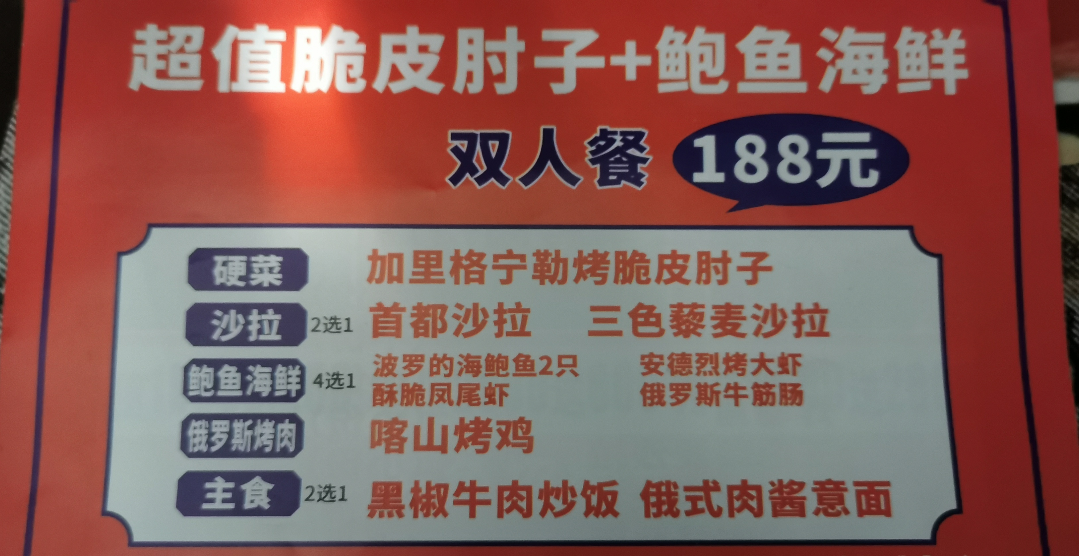 超值脆皮肘子+鲍鱼海鲜
双人餐 188元
硬菜 加里格宁勒烤脆皮肘子
沙拉 2选1 首都沙拉 三色藜麦沙拉
鲍鱼海鲜 4选1 波罗的海鲍鱼2只 安德烈烤大虾
酥脆凤尾虾 俄罗斯牛筋肠
俄罗斯烤肉 喀山烤鸡
主食 2选1 黑椒牛肉炒饭 俄式肉酱意面